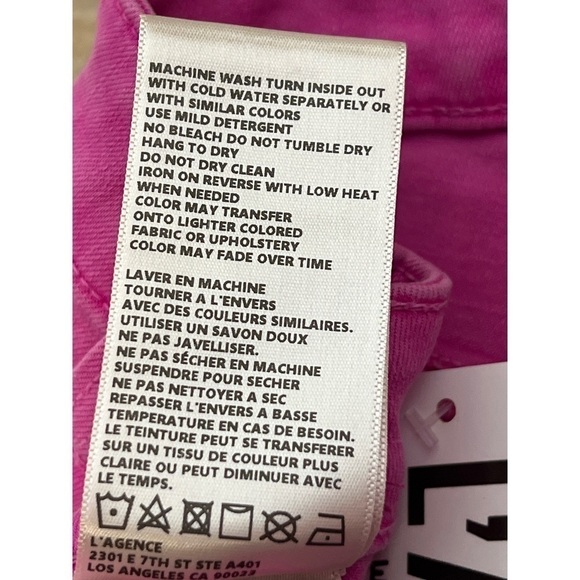 MACHINE WASH TURN INSIDE OUT
WITH COLD WATER SEPARATELY OR
WITH SIMILAR COLORS
USE MILD DETERGENT
NO BLEACH DO NOT TUMBLE DRY
HANG TO DRY
DO NOT DRY CLEAN
IRON ON REVERSE WITH LOW HEAT
WHEN NEEDED
COLOR MAY TRANSFER
ONTO LIGHTER COLORED
FABRIC OR UPHOLSTERY
COLOR MAY FADE OVER TIME
LAVER EN MACHINE
TOURNER A L'ENVERS
AVEC DES COULEURS SIMILAIRES.
UTILISER UN SAVON DOUX
NE PAS JAVELLISER.
NE PAS SÉCHER EN MACHINE
SUSPENDRE POUR SECHER
NE PAS NETTOYER A SEC
REPASSER L'ENVERS A BASSE
TEMPERATURE EN CAS DE BESOIN.
LE TEINTURE PEUT SE TRANSFERER
SUR UN TISSU DE COULEUR PLUS
CLAIRE OU PEUT DIMINUER AVEC
LE TEMPS.
L'AGENCE
2301 E 7TH ST STE A401
LOS ANGELES CA 90023